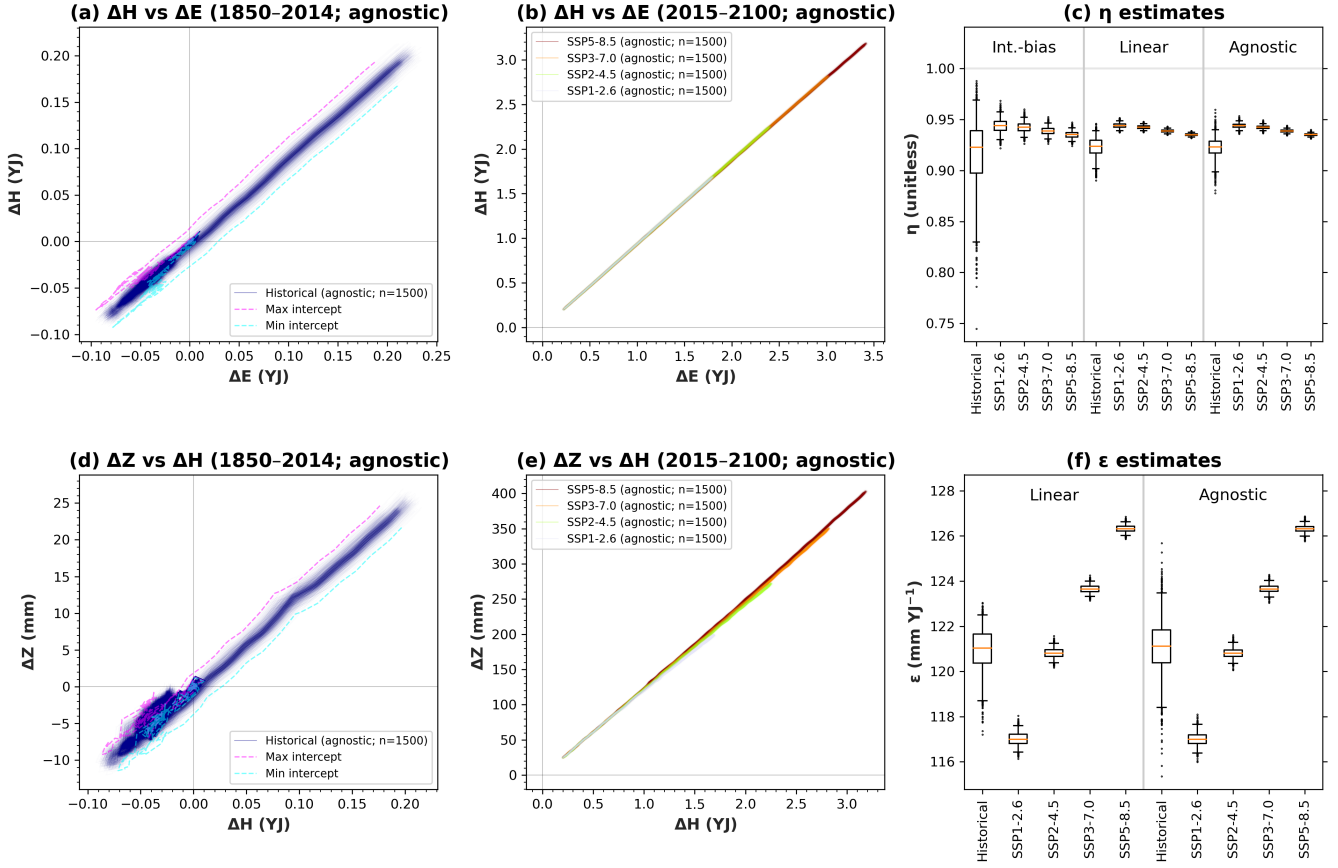 (a) ΔH vs ΔE (1850–2014; agnostic)
ΔH (YJ)
0.20
0.15
0.10
0.05
0.00
−0.05
−0.10
Historical (agnostic; n=1500)
Max intercept
Min intercept
−0.10 −0.05 0.00 0.05 0.10 0.15 0.20 0.25
ΔE (YJ)
(b) ΔH vs ΔE (2015–2100; agnostic)
ΔH (YJ)
SSP5-8.5 (agnostic; n=1500)
SSP3-7.0 (agnostic; n=1500)
SSP2-4.5 (agnostic; n=1500)
SSP1-2.6 (agnostic; n=1500)
3.0
2.5
2.0
1.5
1.0
0.5
0.0
0.0 0.5 1.0 1.5 2.0 2.5 3.0 3.5
ΔE (YJ)
(c) η estimates
η (unitless)
Int.-bias Linear Agnostic
1.00
0.95
0.90
0.85
0.80
0.75
Historical SSP1-2.6 SSP2-4.5 SSP3-7.0 SSP5-8.5 Historical SSP1-2.6 SSP2-4.5 SSP3-7.0 SSP5-8.5 Historical SSP1-2.6 SSP2-4.5 SSP3-7.0 SSP5-8.5
(d) ΔZ vs ΔH (1850–2014; agnostic)
ΔZ (mm)
25
20
15
10
5
0
−5
−10
Historical (agnostic; n=1500)
Max intercept
Min intercept
−0.10 −0.05 0.00 0.05 0.10 0.15 0.20
ΔH (YJ)
(e) ΔZ vs ΔH (2015–2100; agnostic)
ΔZ (mm)
SSP5-8.5 (agnostic; n=1500)
SSP3-7.0 (agnostic; n=1500)
SSP2-4.5 (agnostic; n=1500)
SSP1-2.6 (agnostic; n=1500)
400
350
300
250
200
150
100
50
0
0.0 0.5 1.0 1.5 2.0 2.5 3.0
ΔH (YJ)
(f) ε estimates
ε (mm YJ⁻¹)
Linear Agnostic
128
126
124
122
120
118
116
Historical SSP1-2.6 SSP2-4.5 SSP3-7.0 SSP5-8.5 Historical SSP1-2.6 SSP2-4.5 SSP3-7.0 SSP5-8.5